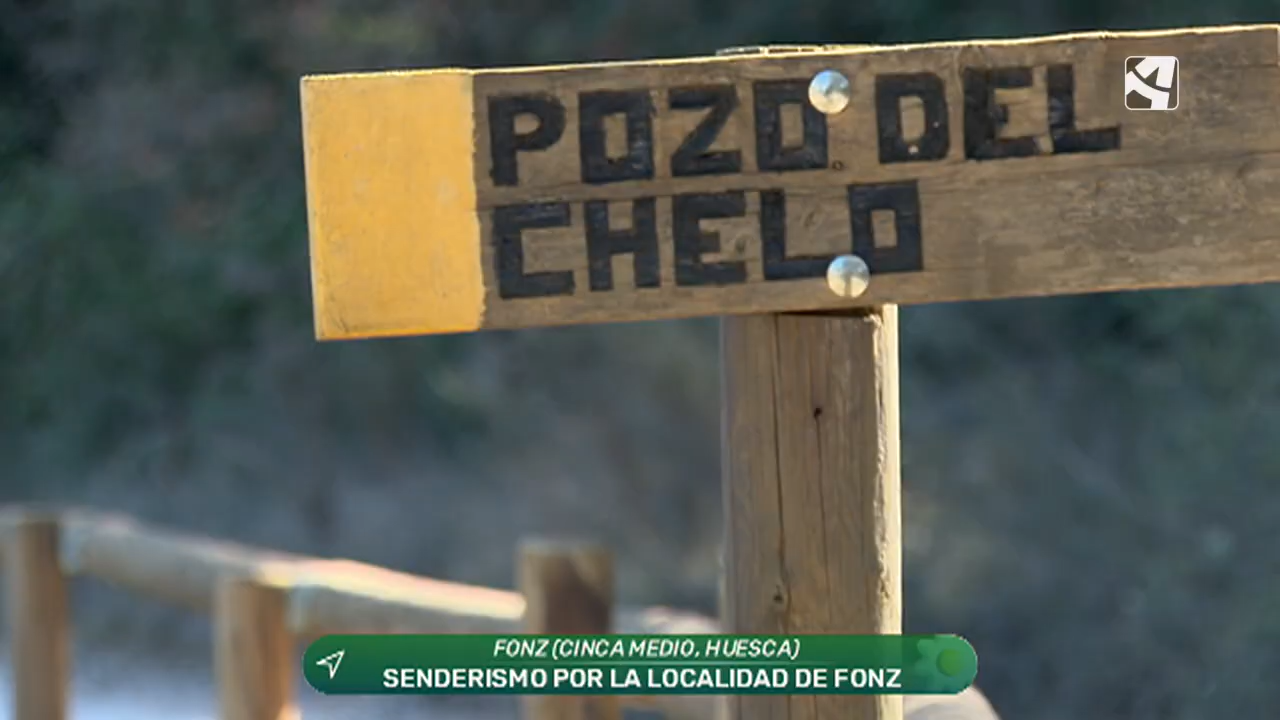 POZO DEL
CHELO
FONZ (CINCA MEDIO, HUESCA)
SENDERISMO POR LA LOCALIDAD DE FONZ